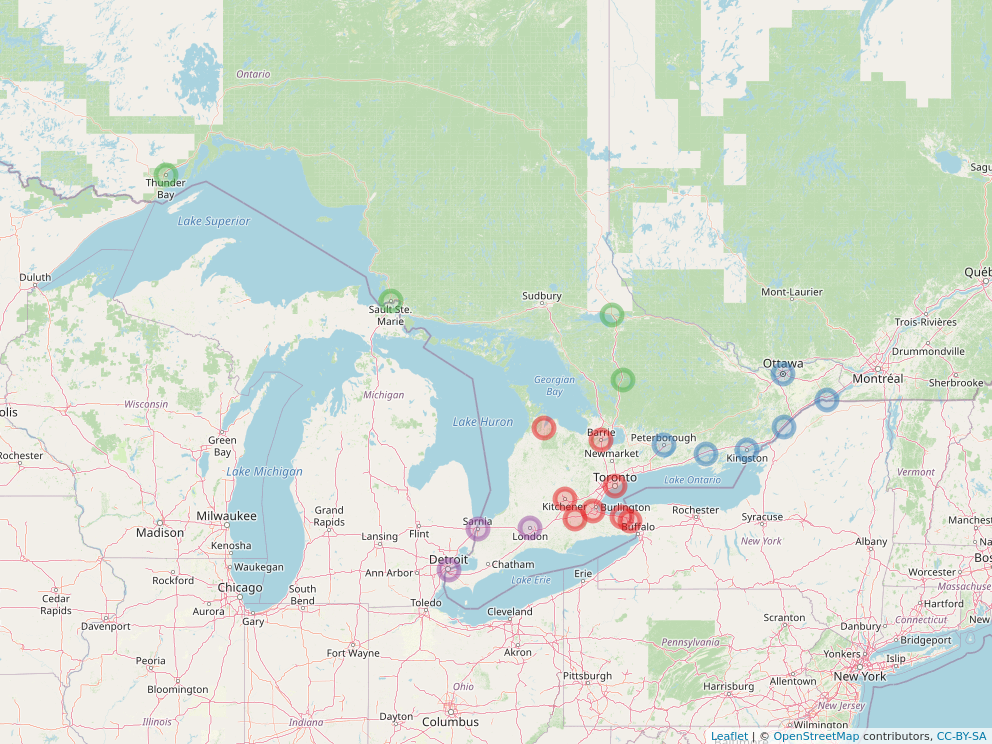 Ontario
Thunder
Bay
Lake Superior
Sagu
Duluth
Sault Ste.
Marie
Sudbury
Mont-Laurier
Québ
Trois-Rivières
Drummondville
Ottawa
Montréal
Sherbrooke
Georgian
Bay
Michigan
Wisconsin
olis
Rochester
Green
Bay
Lake Huron
Barrie
Newmarket
Peterborough
Kingston
Lake Michigan
Toronto
Lake Ontario
Vermont
Kitchener
Burlington
Buffalo
Rochester
Syracuse
New York
Milwaukee
Madison
Grand
Rapids
Sarnia
London
Lansing
Flint
Albany
Manchest
Na
Kenosha
Waukegan
Detroit
Ann Arbor
Chatham
Lake Erie
Erie
Bos
Worcester
Massachuse
Rockford
Chicago
South
Bend
Cedar
Rapids
Aurora
Gary
Toledo
Cleveland
Hartford
Connecticut
New
Davenport
Scranton
Danbury
Bridgeport
Fort Wayne
Akron
Pennsylvania
Yonkers
Islip
Peoria
Bloomington
Pittsburgh
Harrisburg
Allentown
New York
Ohio
New Jersey
Illinois
Indiana
Dayton
Columbus
Wilmington
Leaflet | © OpenStreetMap contributors, CC-BY-SA